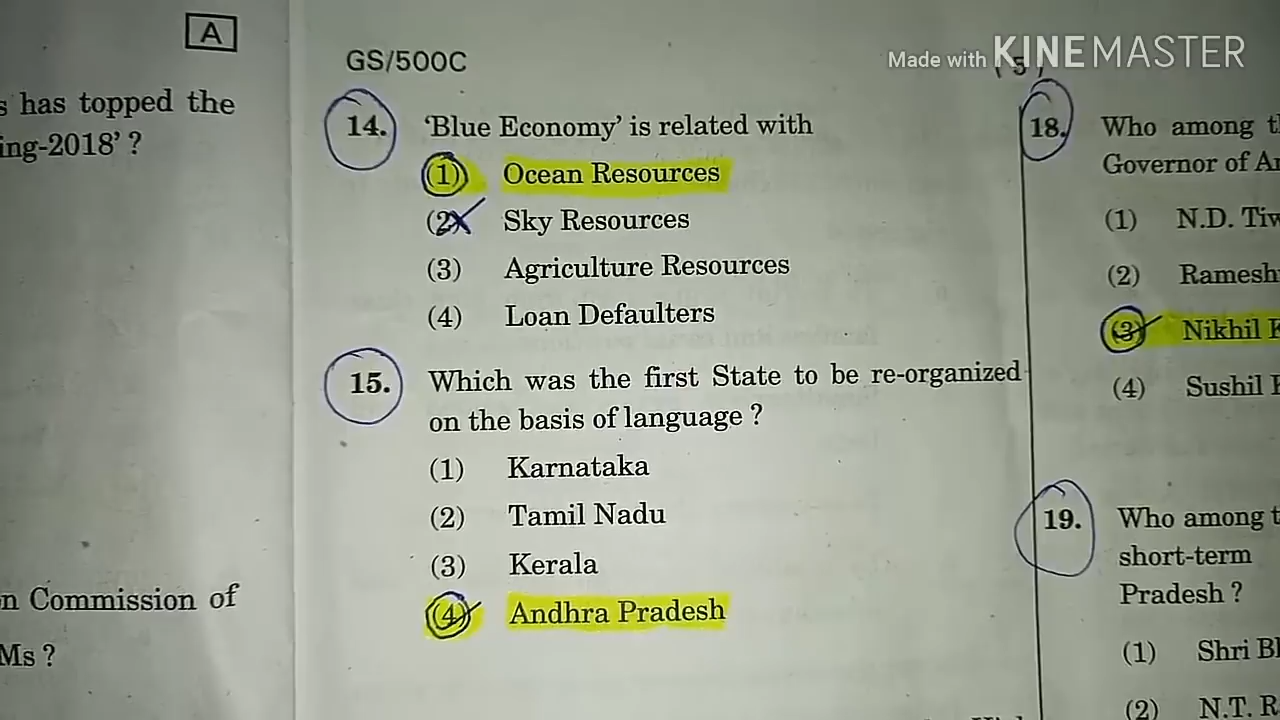 A
s has topped the
ing-2018' ?
n Commission of
Ms ?
GS/500C
( 5 )
Made with KINEMASTER
14. 'Blue Economy' is related with
(1) Ocean Resources
(2) Sky Resources
(3) Agriculture Resources
(4) Loan Defaulters
15. Which was the first State to be re-organized
on the basis of language ?
(1) Karnataka
(2) Tamil Nadu
(3) Kerala
(4) Andhra Pradesh
18. Who among t
Governor of A
(1) N.D. Tiw
(2) Ramesh
(3) Nikhil
(4) Sushil
19. Who among t
short-term
Pradesh ?
(1) Shri B
(2) N.T. R